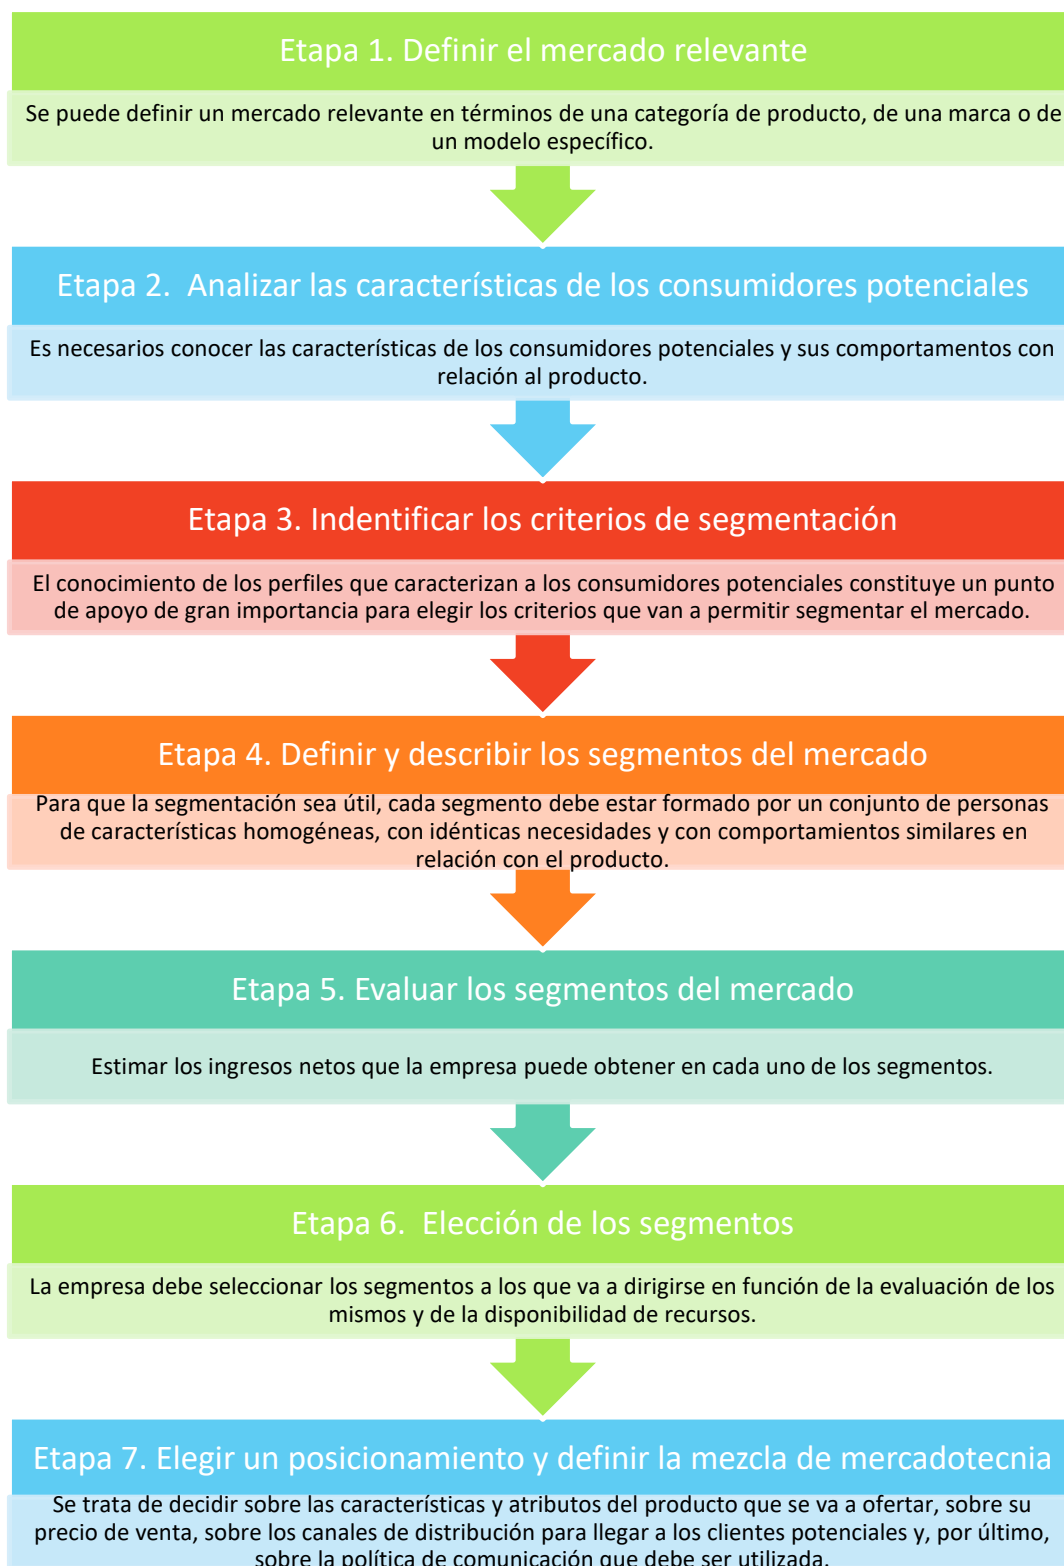 Etapa 1. Definir el mercado relevante
Se puede definir un mercado relevante en términos de una categoría de producto, de una marca o de
un modelo específico.
Etapa 2.  Analizar las características de los consumidores potenciales
Es necesarios conocer las características de los consumidores potenciales y sus comportamientos con
relación al producto.
Etapa 3. Indentificar los criterios de segmentación
El conocimiento de los perfiles que caracterizan a los consumidores potenciales constituye un punto
de apoyo de gran importancia para elegir los criterios que van a permitir segmentar el mercado.
Etapa 4. Definir y describir los segmentos del mercado
Para que la segmentación sea útil, cada segmento debe estar formado por un conjunto de personas
de características homogéneas, con idénticas necesidades y con comportamientos similares en
relación con el producto.
Etapa 5. Evaluar los segmentos del mercado
Estimar los ingresos netos que la empresa puede obtener en cada uno de los segmentos.
Etapa 6.  Elección de los segmentos
La empresa debe seleccionar los segmentos a los que va a dirigirse en función de la evaluación de los
mismos y de la disponibilidad de recursos.
Etapa 7. Elegir un posicionamiento y definir la mezcla de mercadotecnia
Se trata de decidir sobre las características y atributos del producto que se va a ofertar, sobre su
precio de venta, sobre los canales de distribución para llegar a los clientes potenciales y, por último,
sobre la política de comunicación que debe ser utilizada.